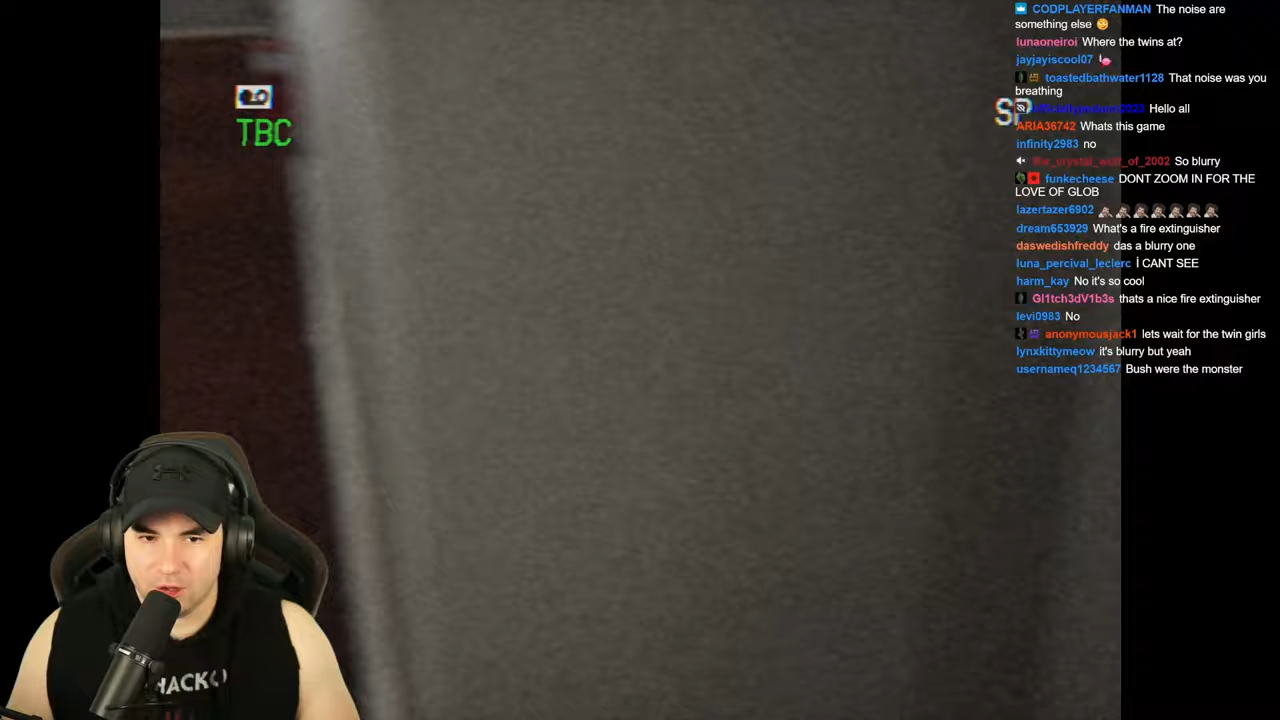 TBC
SP
CODPLAYERFANMAN The noise are
something else
lunaoneiroi Where the twins at?
jayjayiscool07
toastedbathwater1128 That noise was you
breathing
Hello all
ARIA36742 Whats this game
infinity2983 no
So blurry
funkecheese DONT ZOOM IN FOR THE
LOVE OF GLOB
lazertazer6902
dream653929 What's a fire extinguisher
daswedishfreddy das a blurry one
luna_percival_leclerc İ CANT SEE
harm_kay No it's so cool
Gl1tch3dV1b3s thats a nice fire extinguisher
levi0983 No
anonymousjack1 lets wait for the twin girls
lynxkittymeow it's blurry but yeah
usernameq1234567 Bush were the monster
HACK